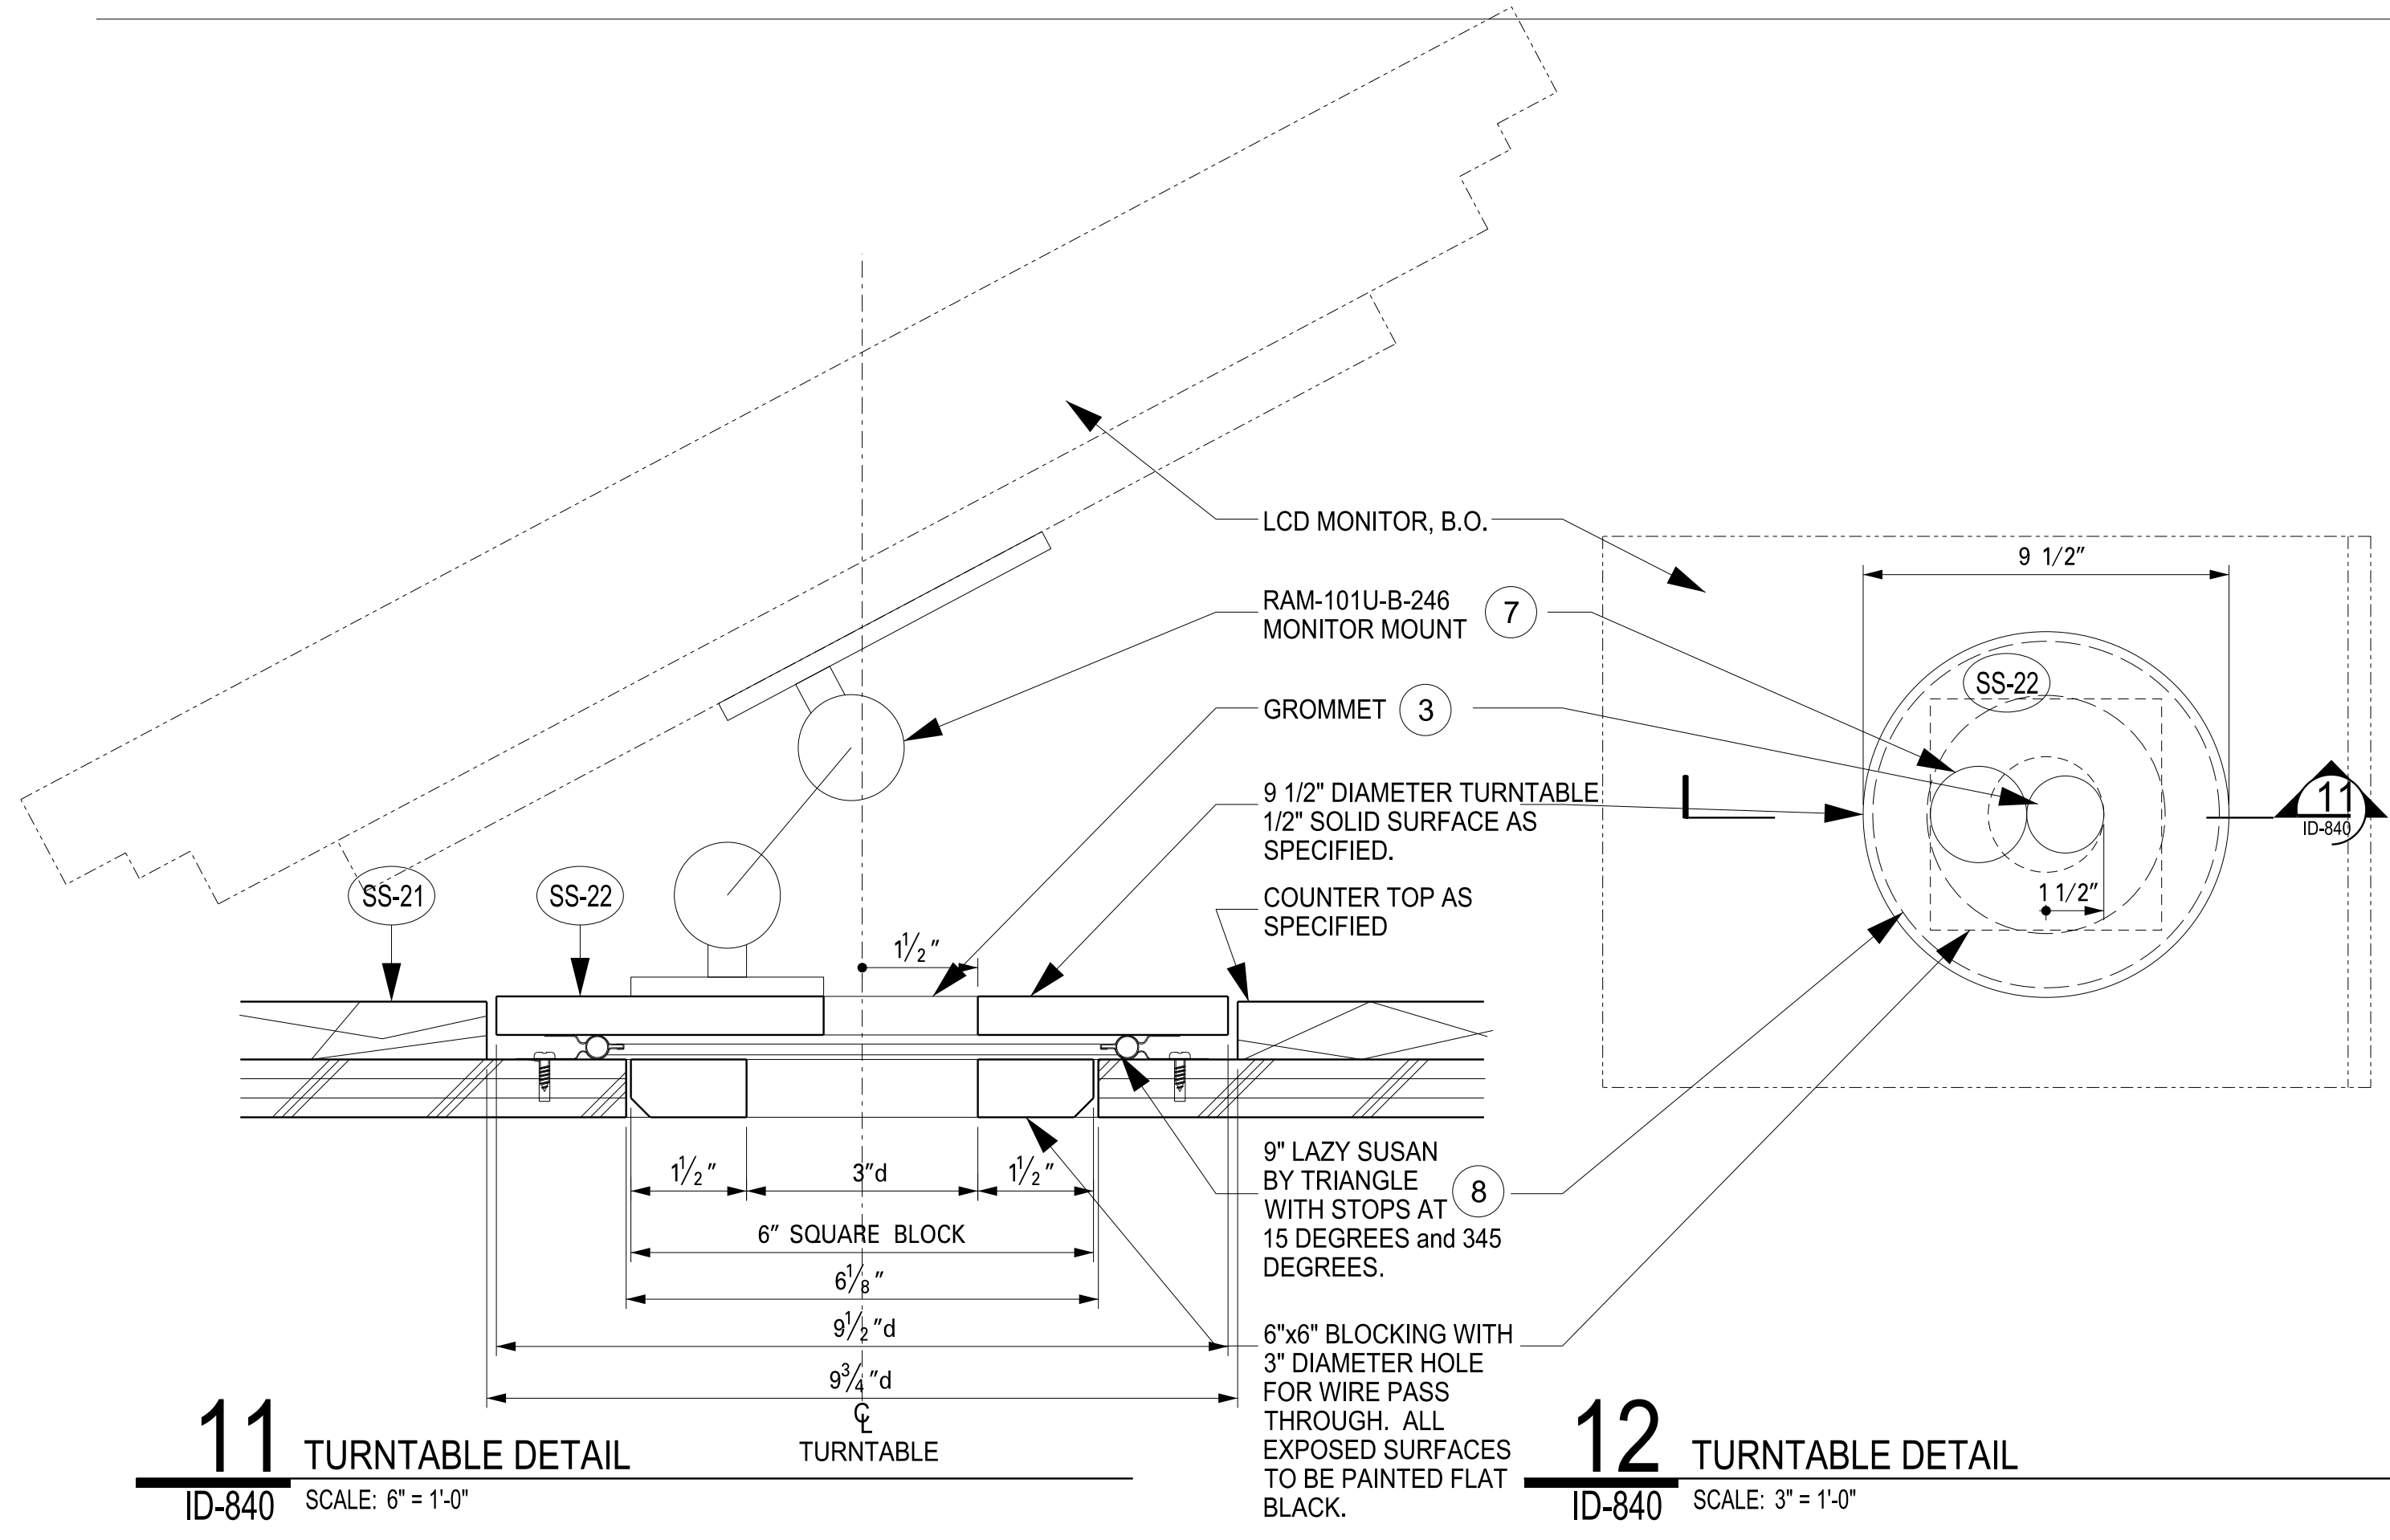 LCD MONITOR, B.O.
RAM-101U-B-246
MONITOR MOUNT
7
GROMMET 3
9 1/2" DIAMETER TURNTABLE
1/2" SOLID SURFACE AS
SPECIFIED.
COUNTER TOP AS
SPECIFIED
SS-21
SS-22
1 1/2"
9" LAZY SUSAN
BY TRIANGLE
WITH STOPS AT
15 DEGREES and 345
DEGREES.
8
1 1/2"
3"d
1 1/2"
6" SQUARE BLOCK
6 1/8"
9 1/2"d
9 3/4"d
CL
TURNTABLE
6"x6" BLOCKING WITH
3" DIAMETER HOLE
FOR WIRE PASS
THROUGH. ALL
EXPOSED SURFACES
TO BE PAINTED FLAT
BLACK.
9 1/2"
SS-22
1 1/2"
11
ID-840
11
TURNTABLE DETAIL
ID-840
SCALE: 6" = 1'-0"
12
TURNTABLE DETAIL
ID-840
SCALE: 3" = 1'-0"